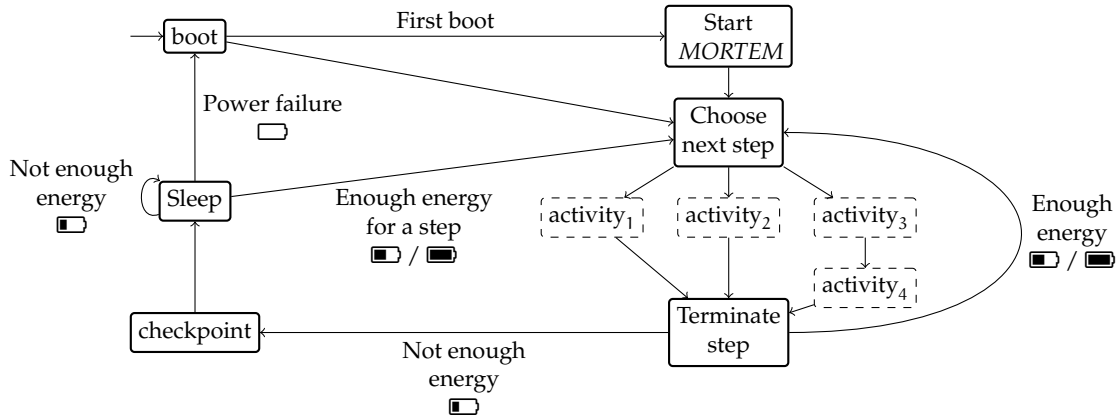 First boot
boot
Start
MORTEM
Power failure
Choose
next step
Not enough
energy
Sleep
Enough energy
for a step
/
activity1
activity2
activity3
Enough
energy
/
activity4
checkpoint
Terminate
step
Not enough
energy